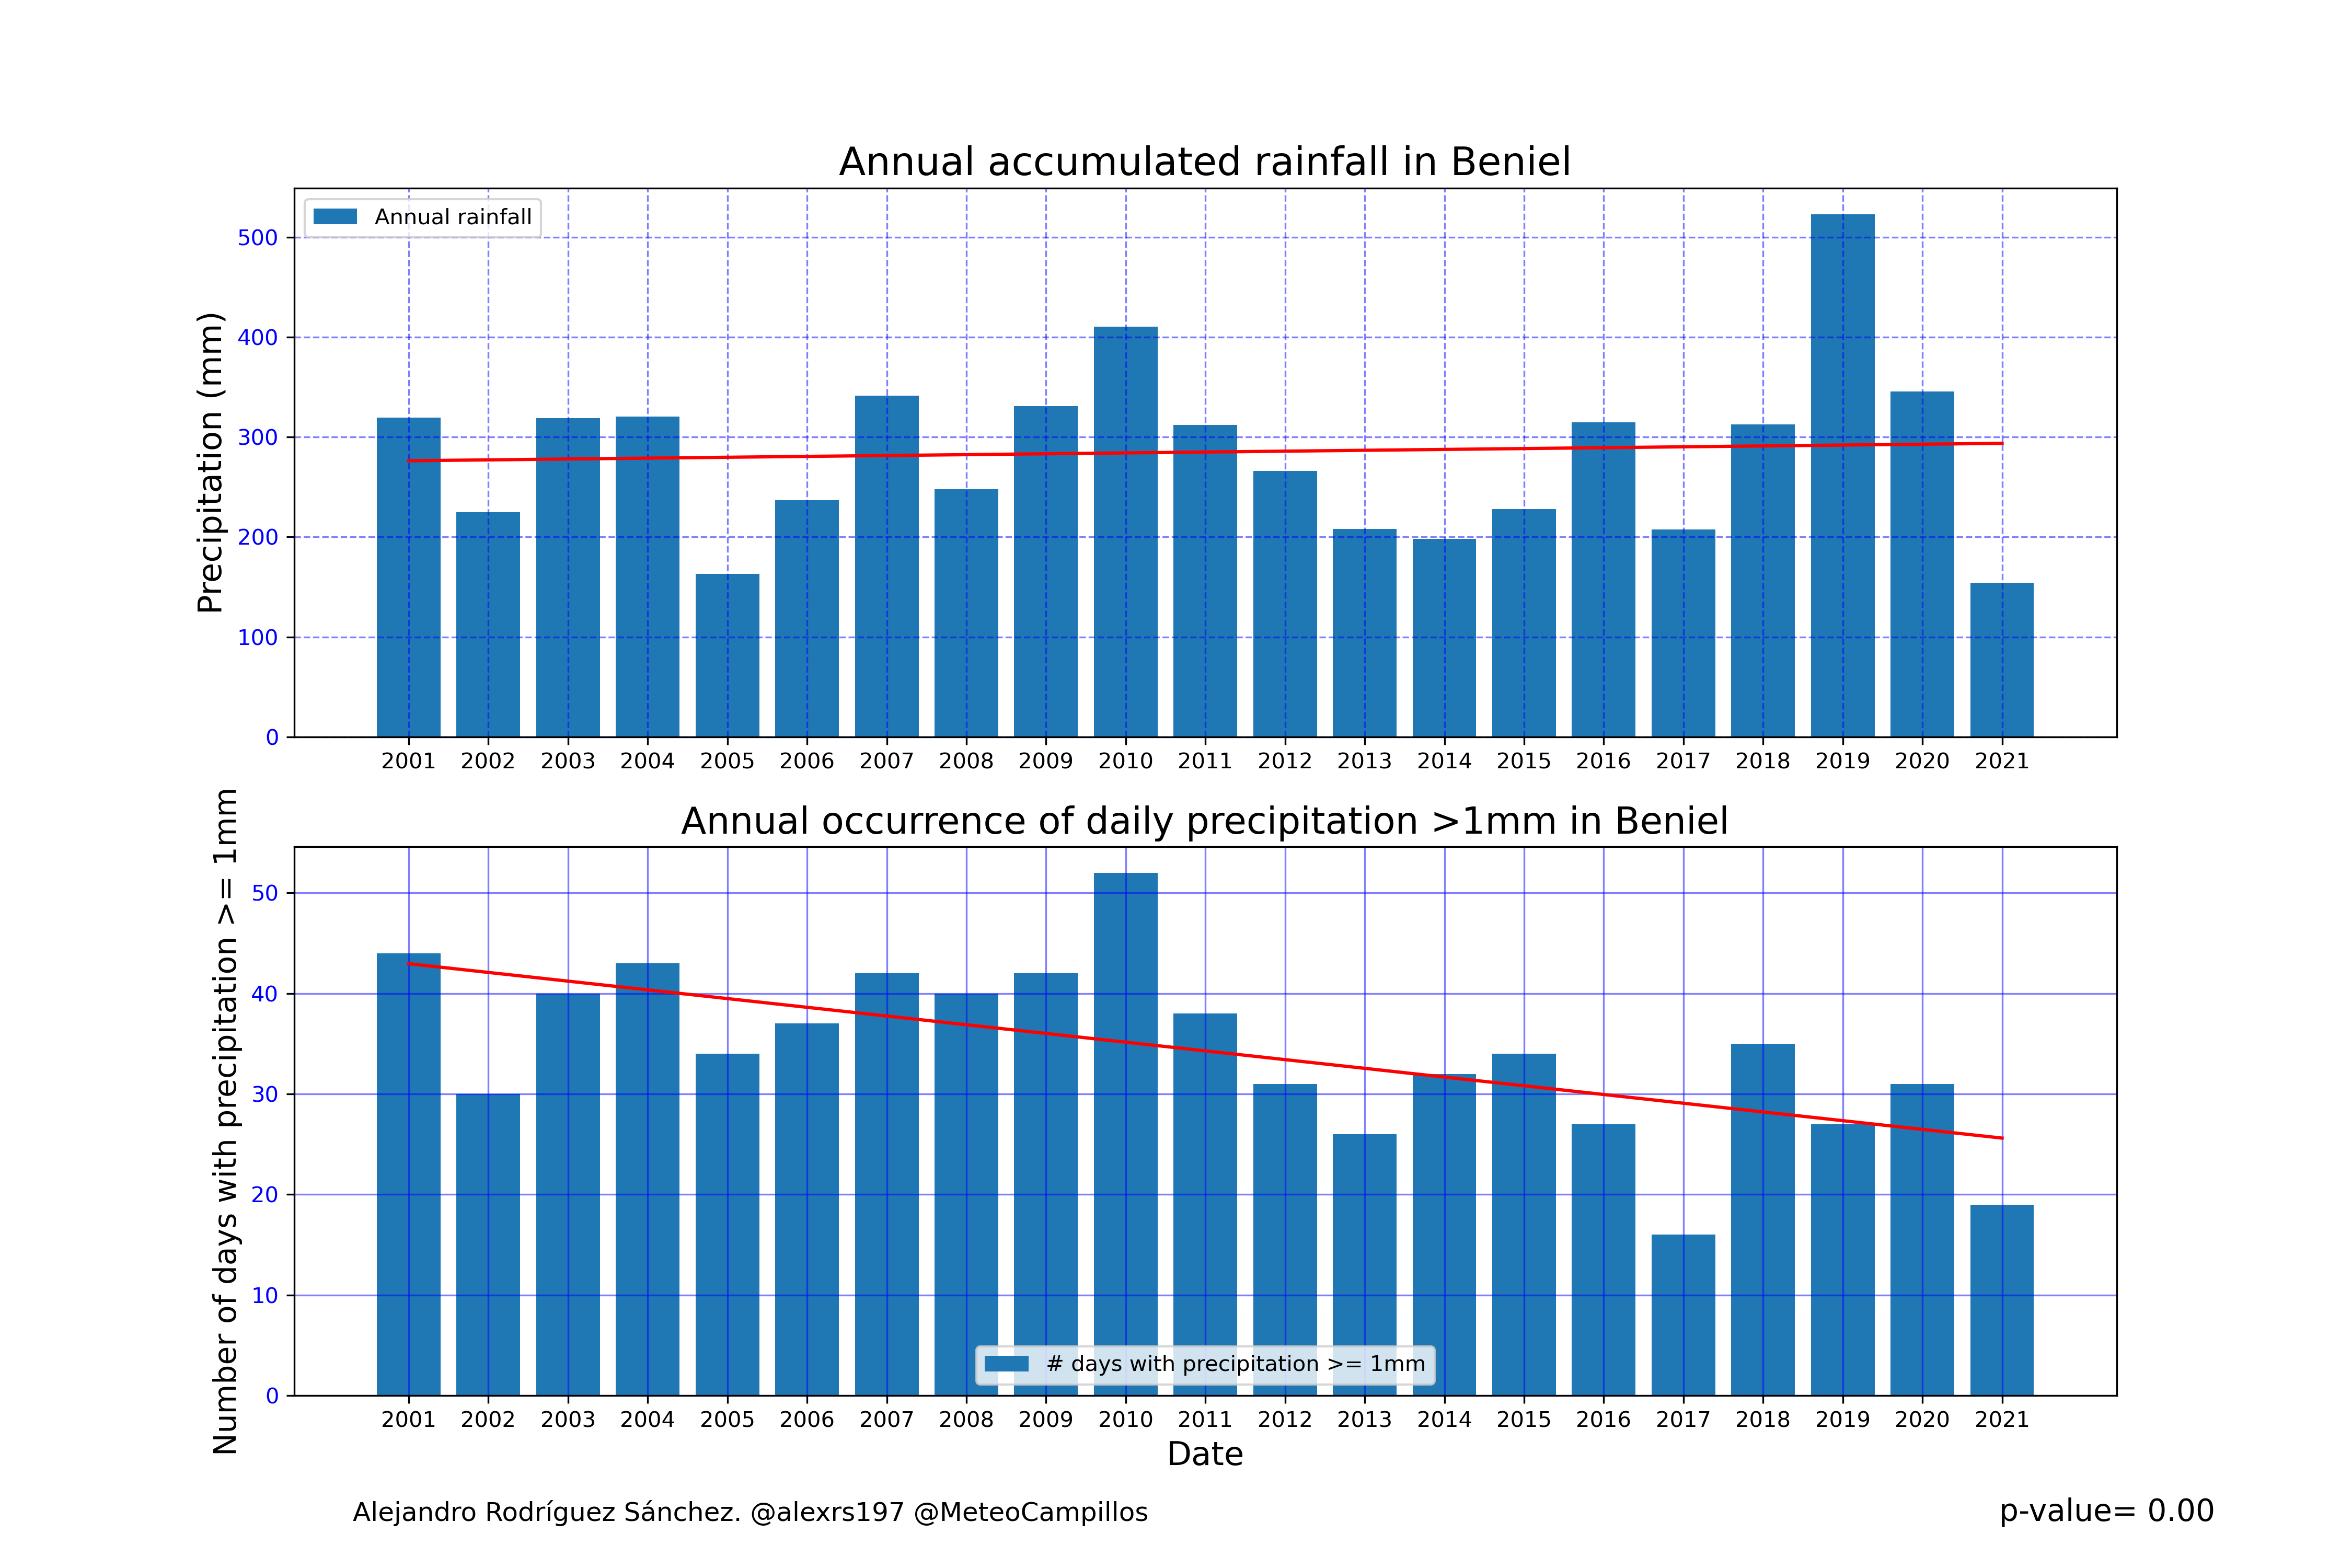 Annual accumulated rainfall in Beniel
Annual rainfall
Precipitation (mm)
500
400
300
200
100
0
2001 2002 2003 2004 2005 2006 2007 2008 2009 2010 2011 2012 2013 2014 2015 2016 2017 2018 2019 2020 2021
Annual occurrence of daily precipitation >1mm in Beniel
Number of days with precipitation >= 1mm
50
40
30
20
10
0
# days with precipitation >= 1mm
2001 2002 2003 2004 2005 2006 2007 2008 2009 2010 2011 2012 2013 2014 2015 2016 2017 2018 2019 2020 2021
Date
Alejandro Rodríguez Sánchez. @alexrs197 @MeteoCampillos
p-value= 0.00